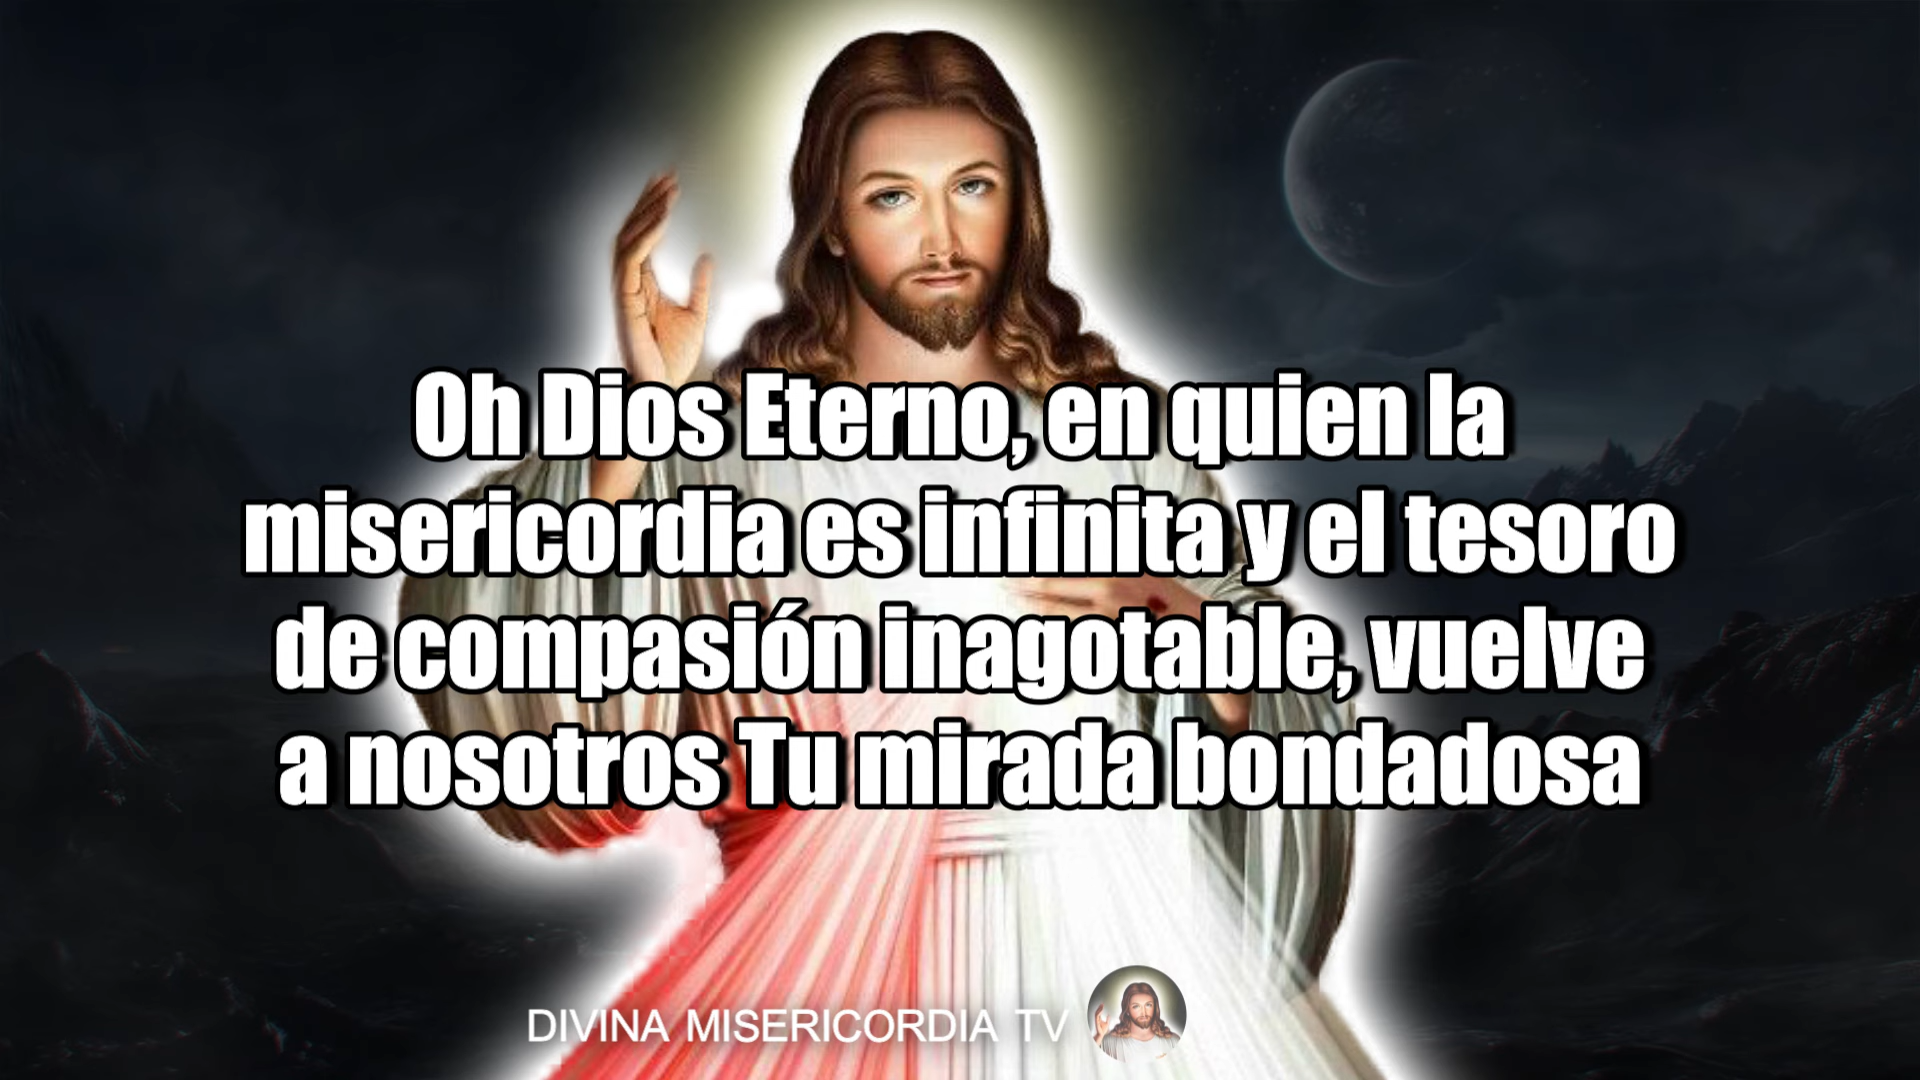 Oh Dios Eterno, en quien la
misericordia es infinita y el tesoro
de compasión inagotable, vuelve
a nosotros Tu mirada bondadosa
DIVINA MISERICORDIA TV